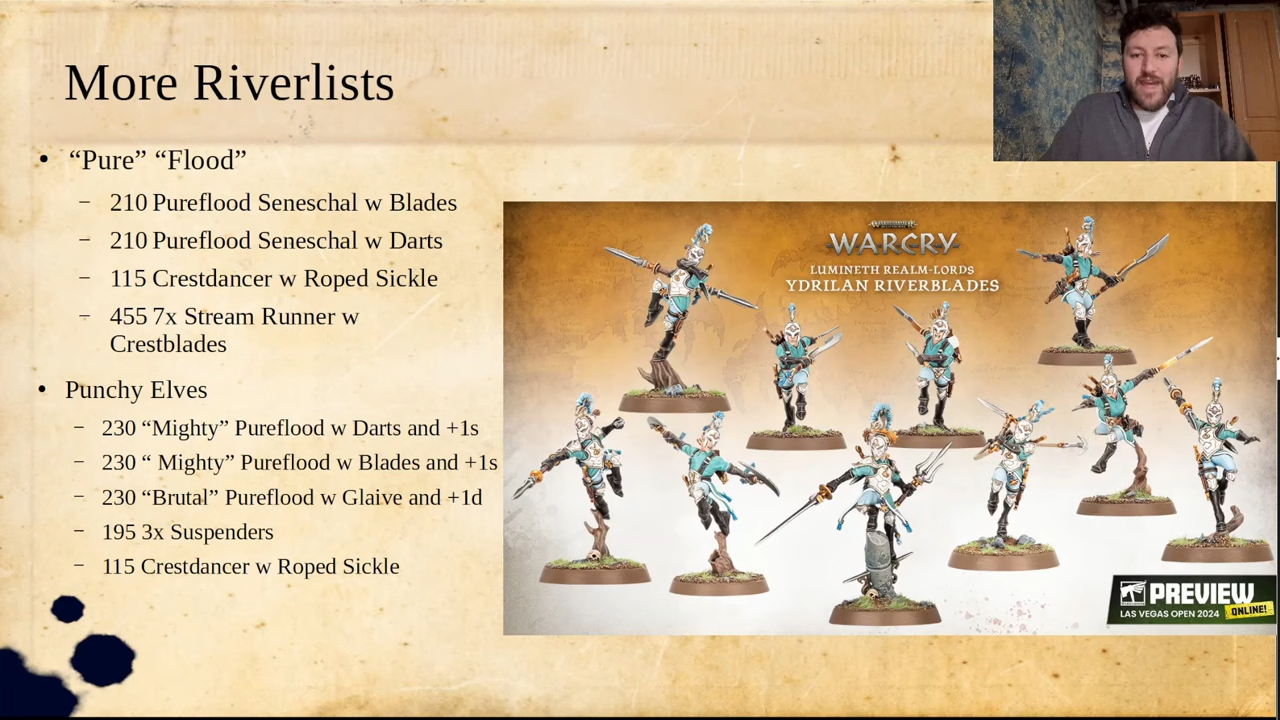 More Riverlists
• “Pure” “Flood”
– 210 Pureflood Seneschal w Blades
– 210 Pureflood Seneschal w Darts
– 115 Crestdancer w Roped Sickle
– 455 7x Stream Runner w
Crestblades
• Punchy Elves
– 230 “Mighty” Pureflood w Darts and +1s
– 230 “ Mighty” Pureflood w Blades and +1s
– 230 “Brutal” Pureflood w Glaive and +1d
– 195 3x Suspenders
– 115 Crestdancer w Roped Sickle
WARCRY
LUMINETH REALM-LORDS
YDRILAN RIVERBLADES
PREVIEW
LAS VEGAS OPEN 2024
ONLINE!